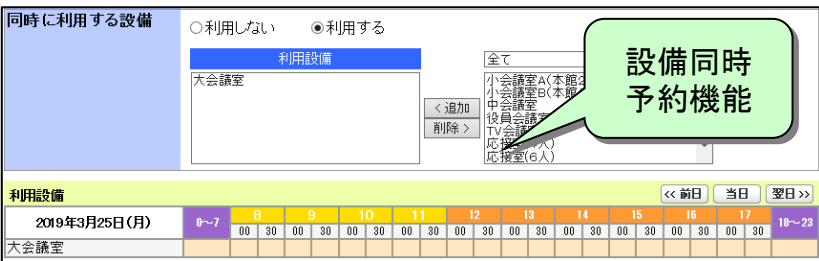 同時に利用する設備
○利用しない ◉利用する
利用設備
全て
大会議室
小会議室A(本館2
小会議室B(本館
中会議室
役員会議
TV会議
応接室(4人)
応接室(6人)
< 追加
削除 >
設備同時
予約機能
利用設備
<< 前日 当日 翌日 >>
2019年3月25日(月) 0～7 8 9 10 11 12 13 14 15 16 17 18～23
00 30 00 30 00 30 00 30 00 30 00 30 00 30 00 30 00 30 00 30
大会議室